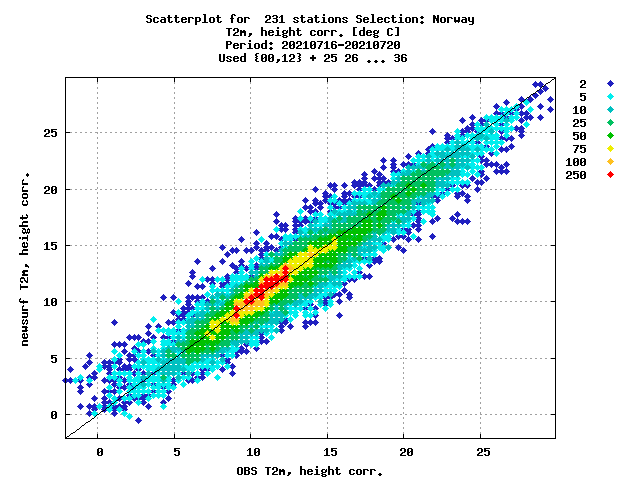 Scatterplot for  231 stations Selection: Norway
T2m, height corr. [deg C]
Period: 20210716-20210720
Used {00,12} + 25 26 ... 36
2
5
10
25
50
75
100
250
25
20
15
10
5
0
newsurf T2m, height corr.
0 5 10 15 20 25
OBS T2m, height corr.